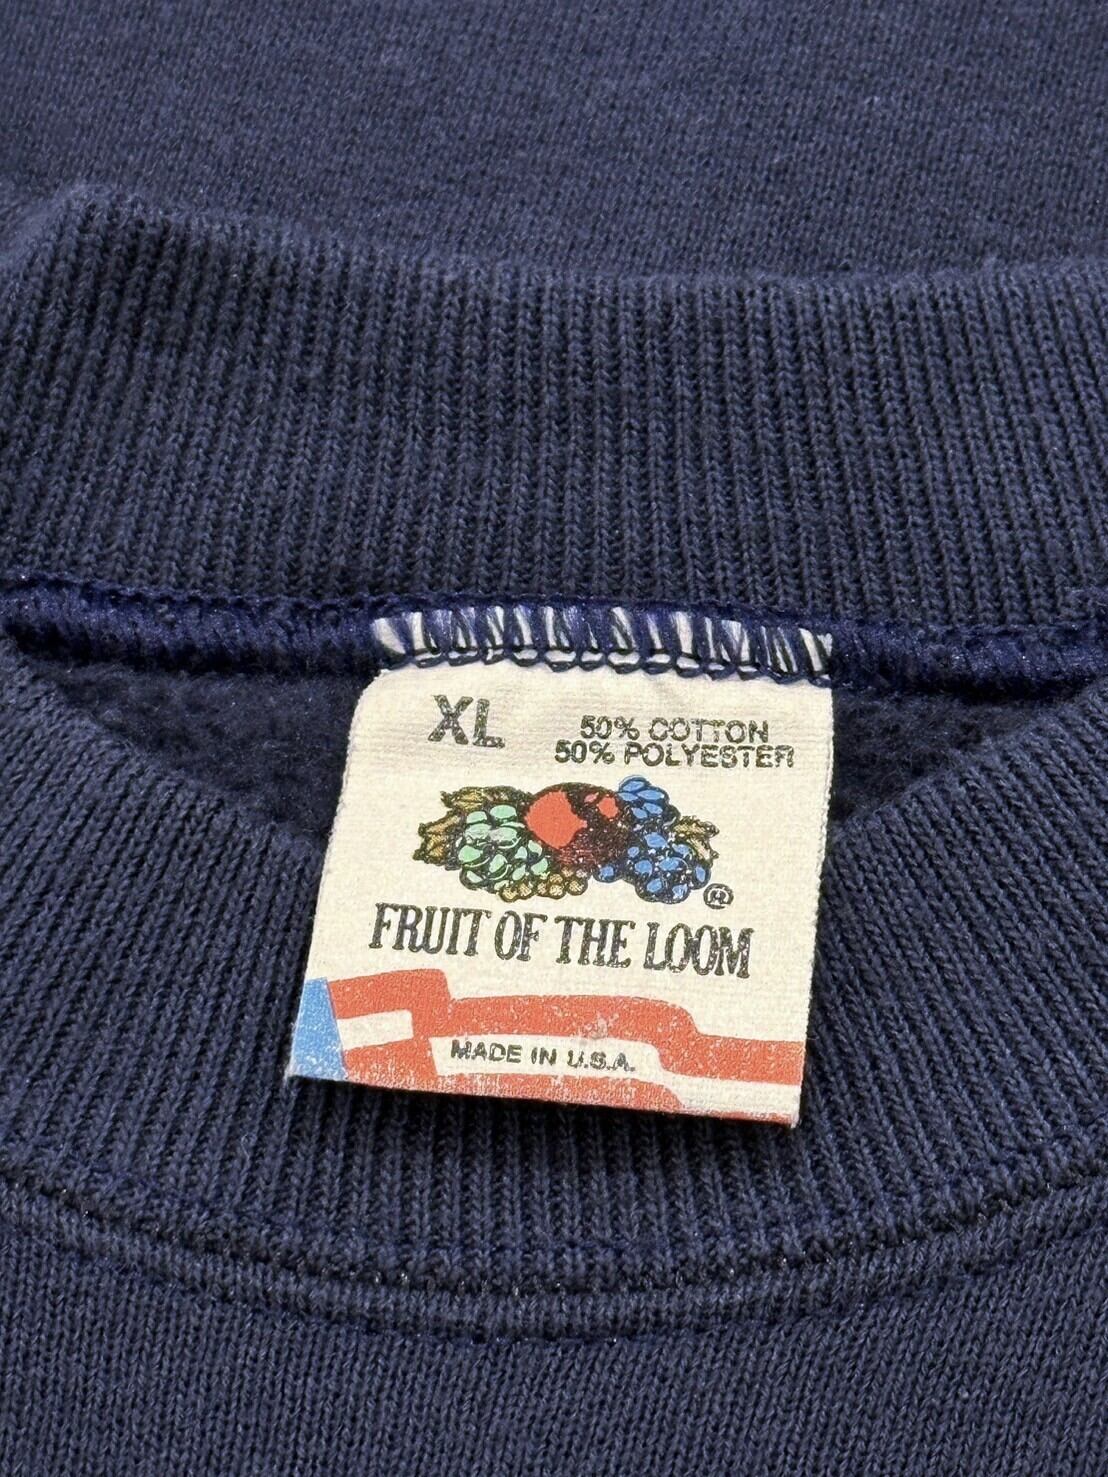 XL
50% COTTON
50% POLYESTER
®
FRUIT OF THE LOOM
MADE IN U.S.A.